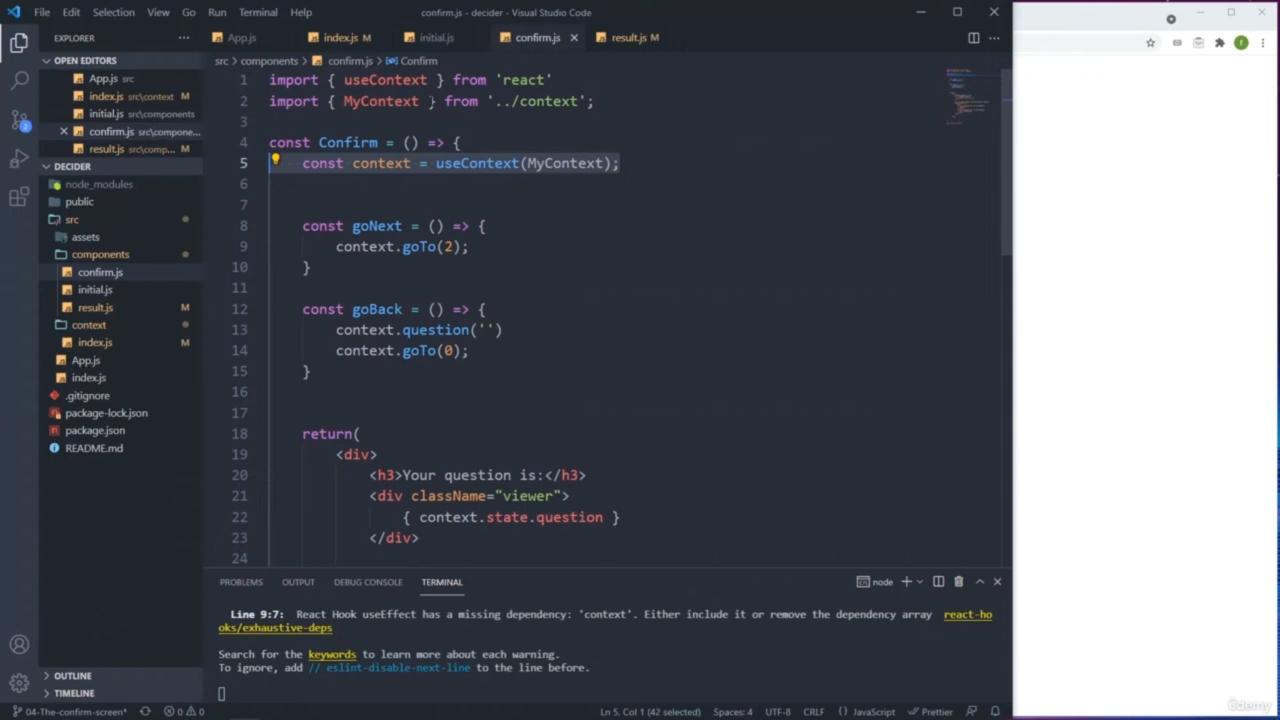 File Edit Selection View Go Run Terminal Help
confirm.js - decider - Visual Studio Code
EXPLORER
OPEN EDITORS
App.js src
index.js src\context M
initial.js src\components
confirm.js src\compone...
result.js src\comp... M
DECIDER
node_modules
public
src
assets
components
confirm.js
initial.js
result.js M
context
index.js M
App.js
index.js
.gitignore
package-lock.json
package.json
README.md
OUTLINE
TIMELINE
App.js index.js M initial.js confirm.js result.js M
src > components > confirm.js > Confirm
1 import { useContext } from 'react'
2 import { MyContext } from '../context';
3
4 const Confirm = () => {
5 const context = useContext(MyContext);
6
7
8 const goNext = () => {
9 context.goTo(2);
10 }
11
12 const goBack = () => {
13 context.question('')
14 context.goTo(0);
15 }
16
17
18 return(
19 <div>
20 <h3>Your question is:</h3>
21 <div className="viewer">
22 { context.state.question }
23 </div>
24
PROBLEMS OUTPUT DEBUG CONSOLE TERMINAL
node
Line 9:7: React Hook useEffect has a missing dependency: 'context'. Either include it or remove the dependency array react-ho
oks/exhaustive-deps
Search for the keywords to learn more about each warning.
To ignore, add // eslint-disable-next-line to the line before.
04-The-confirm-screen* 0 0
Ln 5, Col 1 (42 selected) Spaces: 4 UTF-8 CRLF {} JavaScript Prettier
2
f
ûdemy